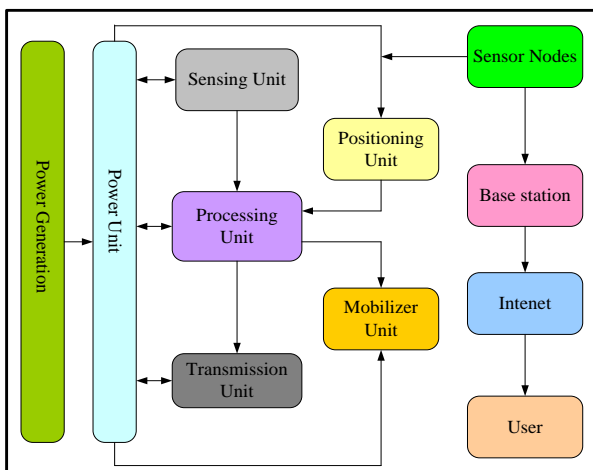 Power Generation
Power Unit
Sensing Unit
Positioning
Unit
Processing
Unit
Mobilizer
Unit
Transmission
Unit
Sensor Nodes
Base station
Intenet
User